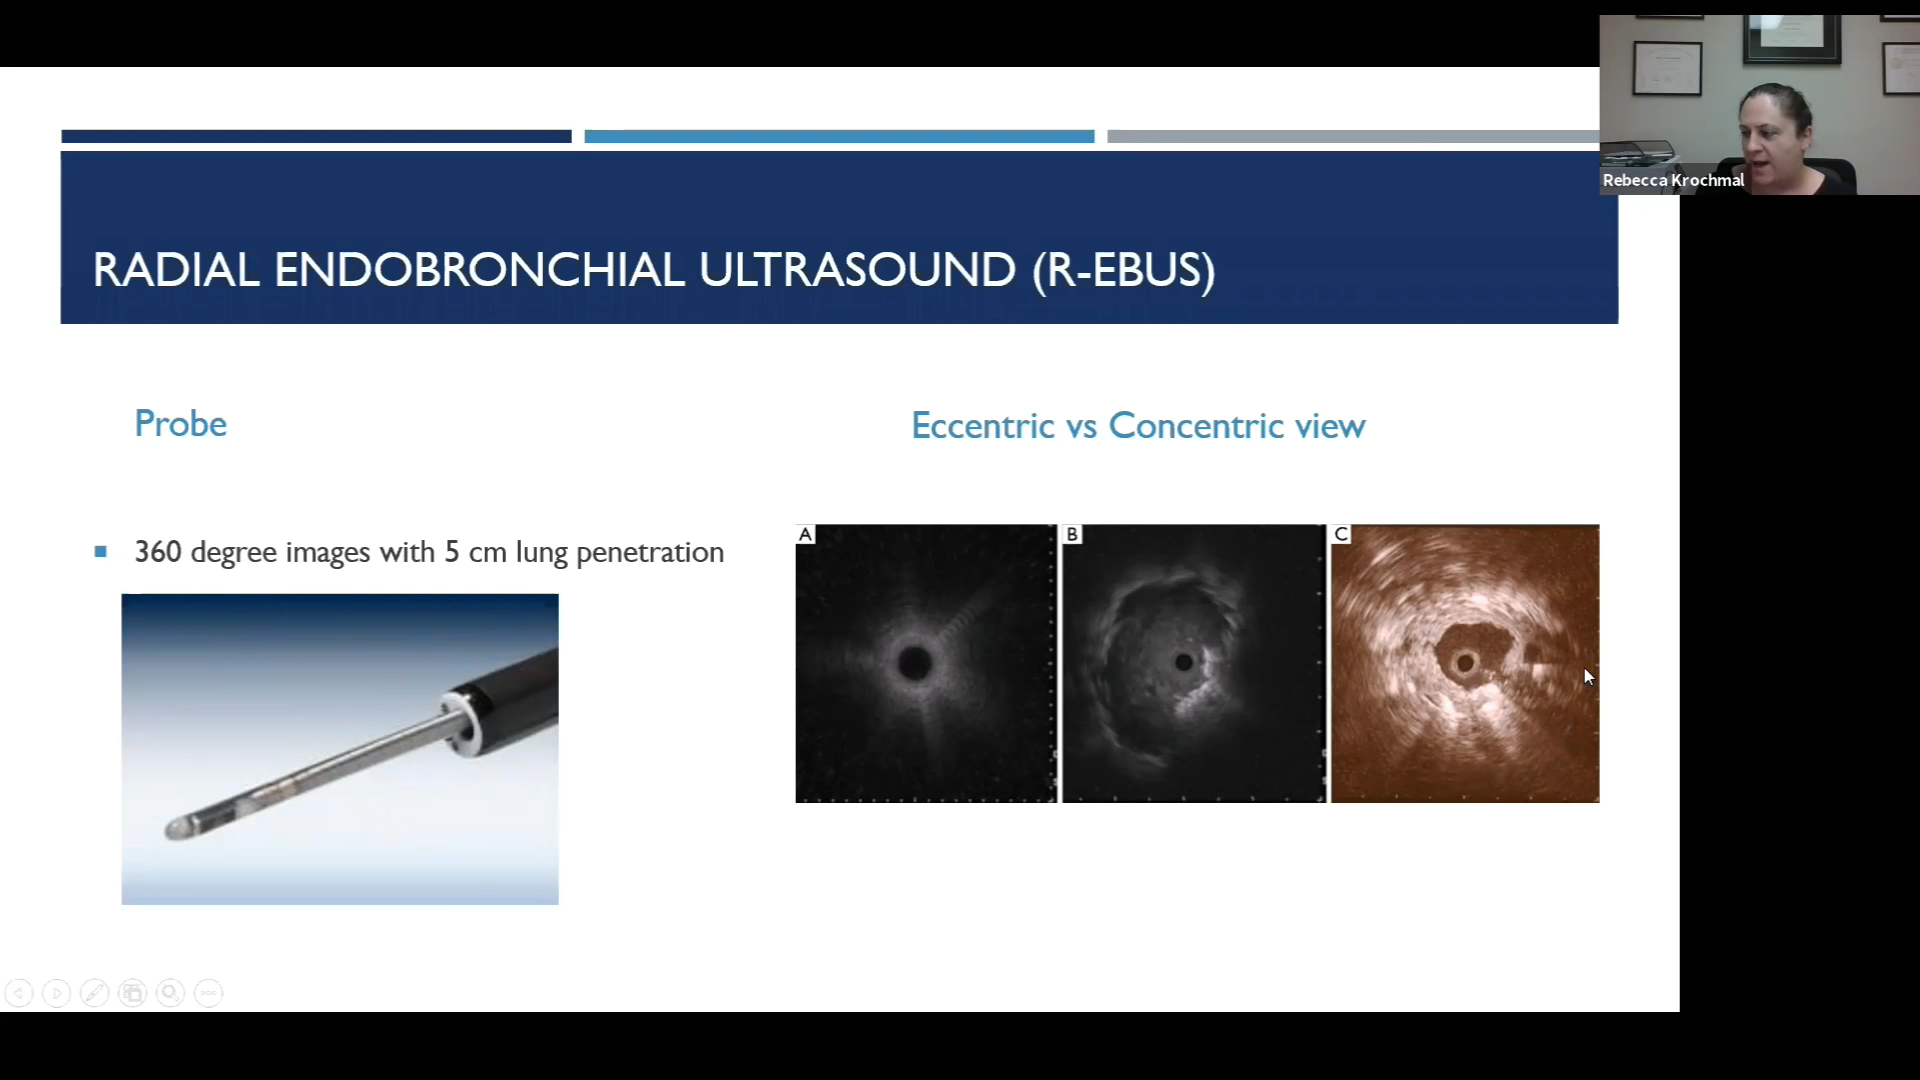 Rebecca Krochmal
RADIAL ENDOBRONCHIAL ULTRASOUND (R-EBUS)
Probe
Eccentric vs Concentric view
360 degree images with 5 cm lung penetration
A
B
C